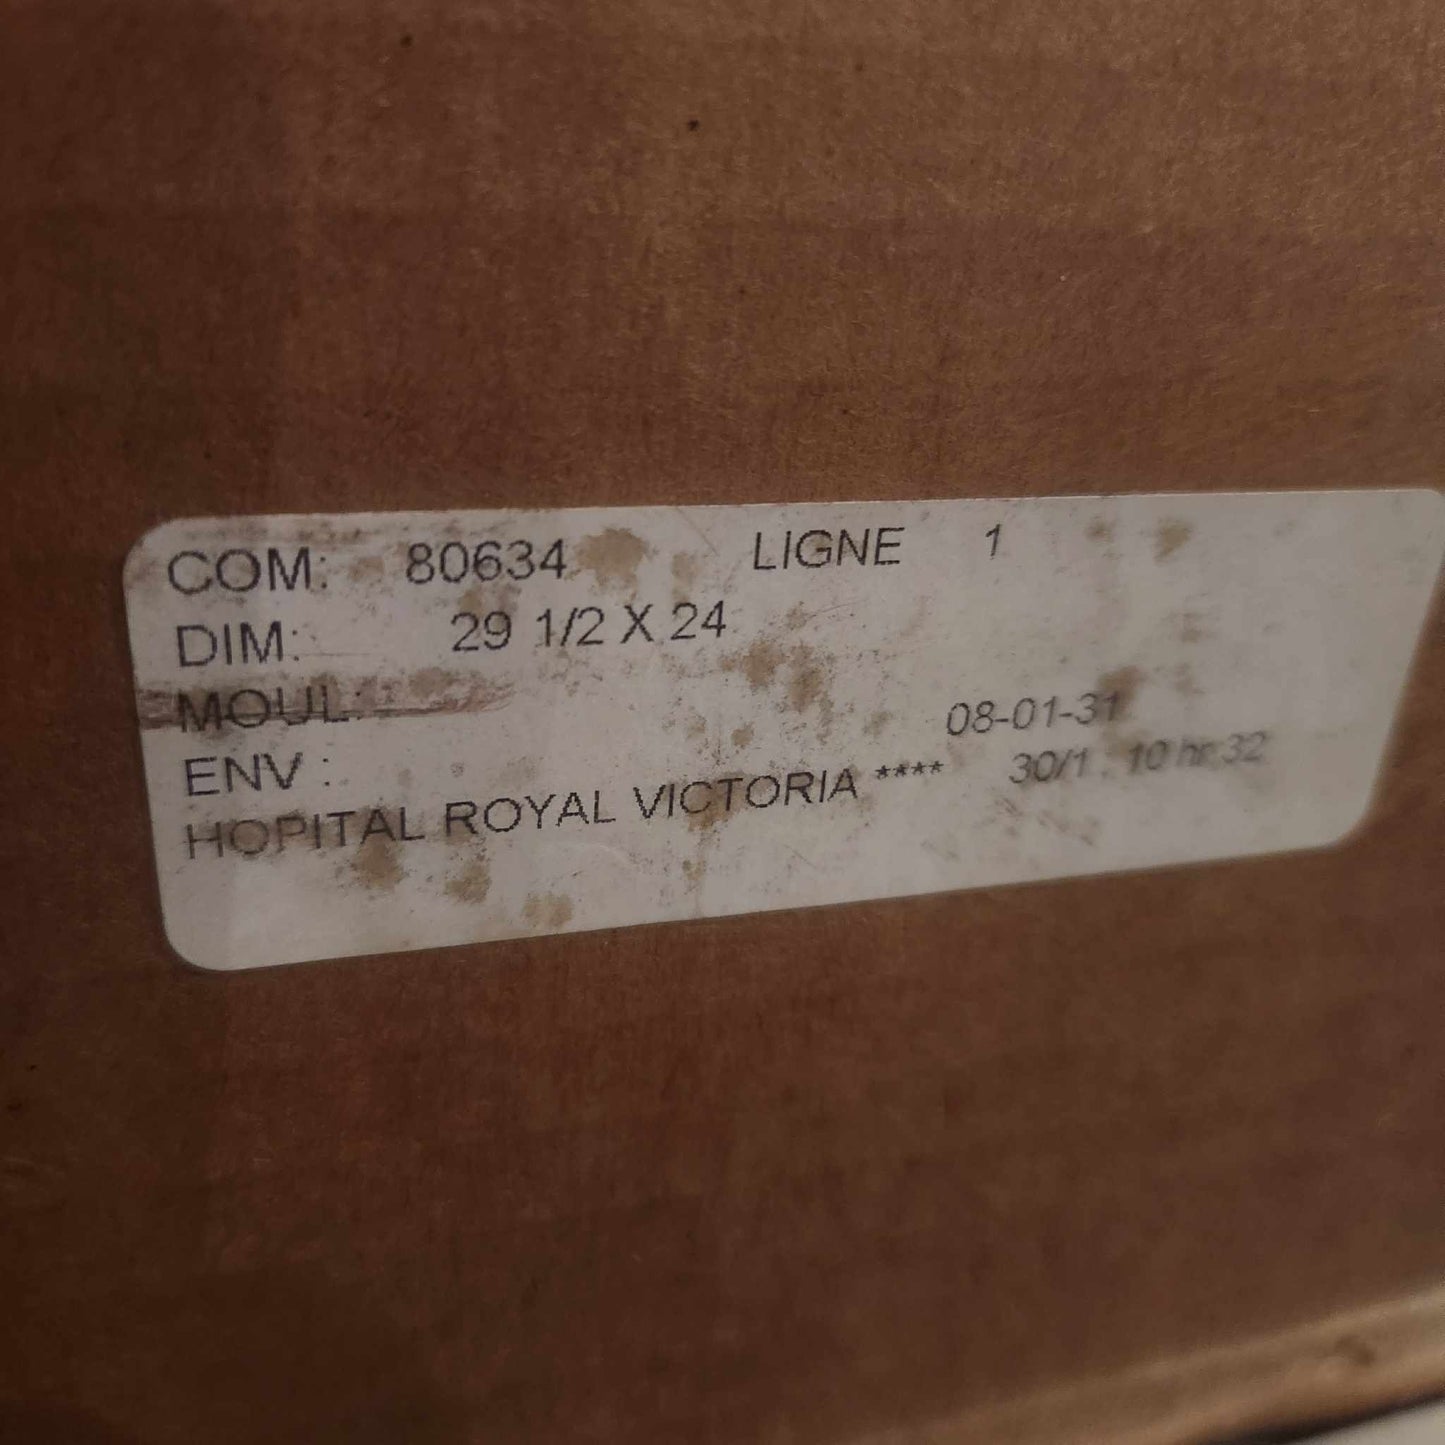 COM: 80634 LIGNE 1
DIM: 29 1/2 X 24
MOUL:
ENV : 08-01-31
HOPITAL ROYAL VICTORIA **** 30/1 . 10 hr 32